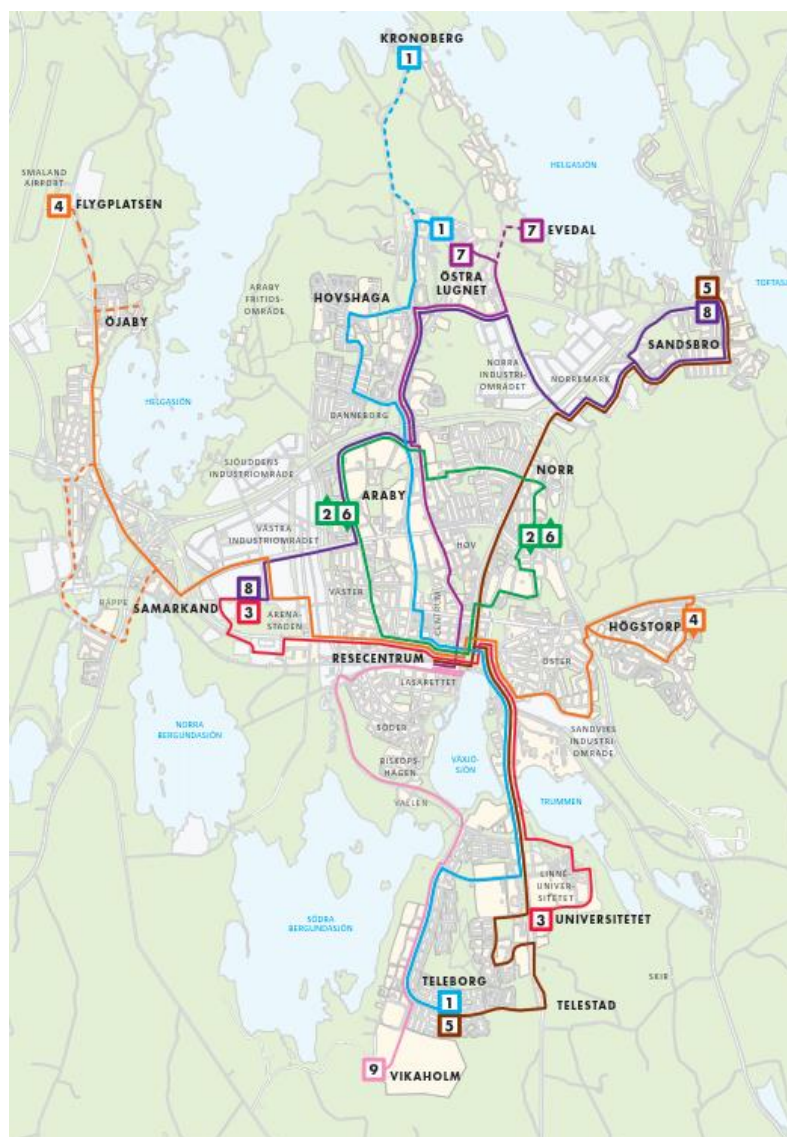 KRONOBERG
1
SMALAND
AIRPORT
4 FLYGPLATSEN
HELGASJÖN
1
7 EVEDAL
7
ÖSTRA
LUGNET
HOVSHAGA
ARABY
FRITIDS-
OMRÅDE
ÖJABY
5
8
TOFTAS
SANDSBRO
NORRA
INDUSTRI-
OMRÅDET
NORREMARK
HELGASJÖN
DANNEBORG
SJÖUDDENS
INDUSTRIOMRÅDE
NORR
ARABY
2 6
VÄSTRA
INDUSTRIOMRÅDET
2 6
HOV
8
3
SAMARKAND
RÄPPE
VÄSTER
CENTRUM
ARENA-
STADEN
HÖGSTORP
4
ÖSTER
RESECENTRUM
LASARETTET
SÖDER
NORRA
BERGUNDASJÖN
SANDVIKS
INDUSTRI-
OMRÅDE
BISKOPS-
HAGEN
VÄXJÖ-
SJÖN
VALLEN
TRUMMEN
LINNÉ-
UNIVER-
SITETET
3 UNIVERSITETET
SÖDRA
BERGUNDASJÖN
TELEBORG
1
5
TELESTAD
SKIR
9 VIKAHOLM